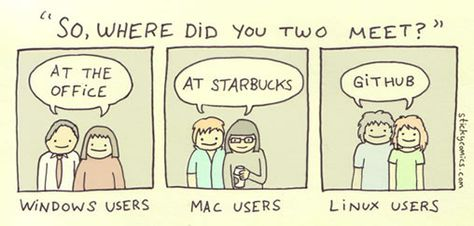 "SO, WHERE DID YOU TWO MEET?"
AT THE
OFFICE
AT STARBUCKS
GITHUB
stickycomics.com
WINDOWS USERS
MAC USERS
LINUX USERS